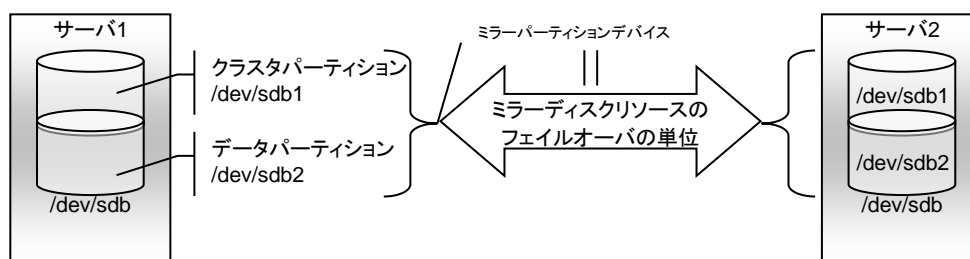 サーバ1
クラスタパーティション
/dev/sdb1
データパーティション
/dev/sdb2
/dev/sdb
ミラーパーティションデバイス
ミラーディスクリソースの
フェイルオーバの単位
サーバ2
/dev/sdb1
/dev/sdb2
/dev/sdb